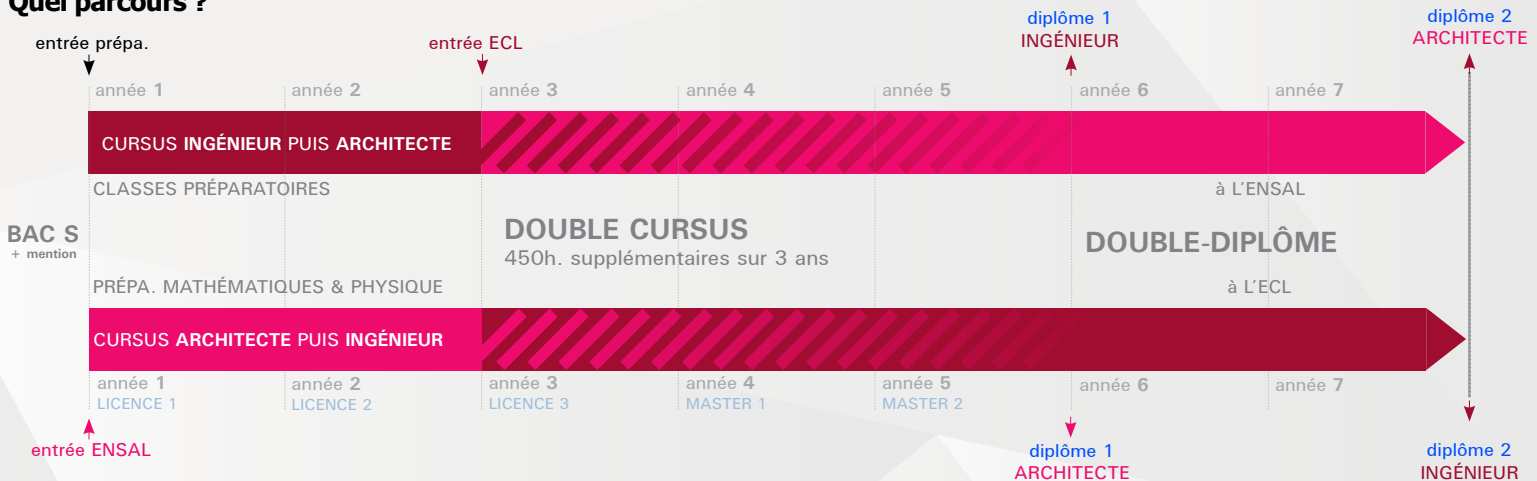 Quel parcours ?
diplôme 1
INGÉNIEUR
diplôme 2
ARCHITECTE
entrée prépa.
entrée ECL
année 1
année 2
année 3
année 4
année 5
année 6
année 7
CURSUS INGÉNIEUR PUIS ARCHITECTE
CLASSES PRÉPARATOIRES
à L'ENSAL
BAC S
+ mention
DOUBLE CURSUS
450h. supplémentaires sur 3 ans
DOUBLE-DIPLÔME
PRÉPA. MATHÉMATIQUES & PHYSIQUE
à L'ECL
CURSUS ARCHITECTE PUIS INGÉNIEUR
année 1
LICENCE 1
année 2
LICENCE 2
année 3
LICENCE 3
année 4
MASTER 1
année 5
MASTER 2
année 6
année 7
entrée ENSAL
diplôme 1
ARCHITECTE
diplôme 2
INGÉNIEUR